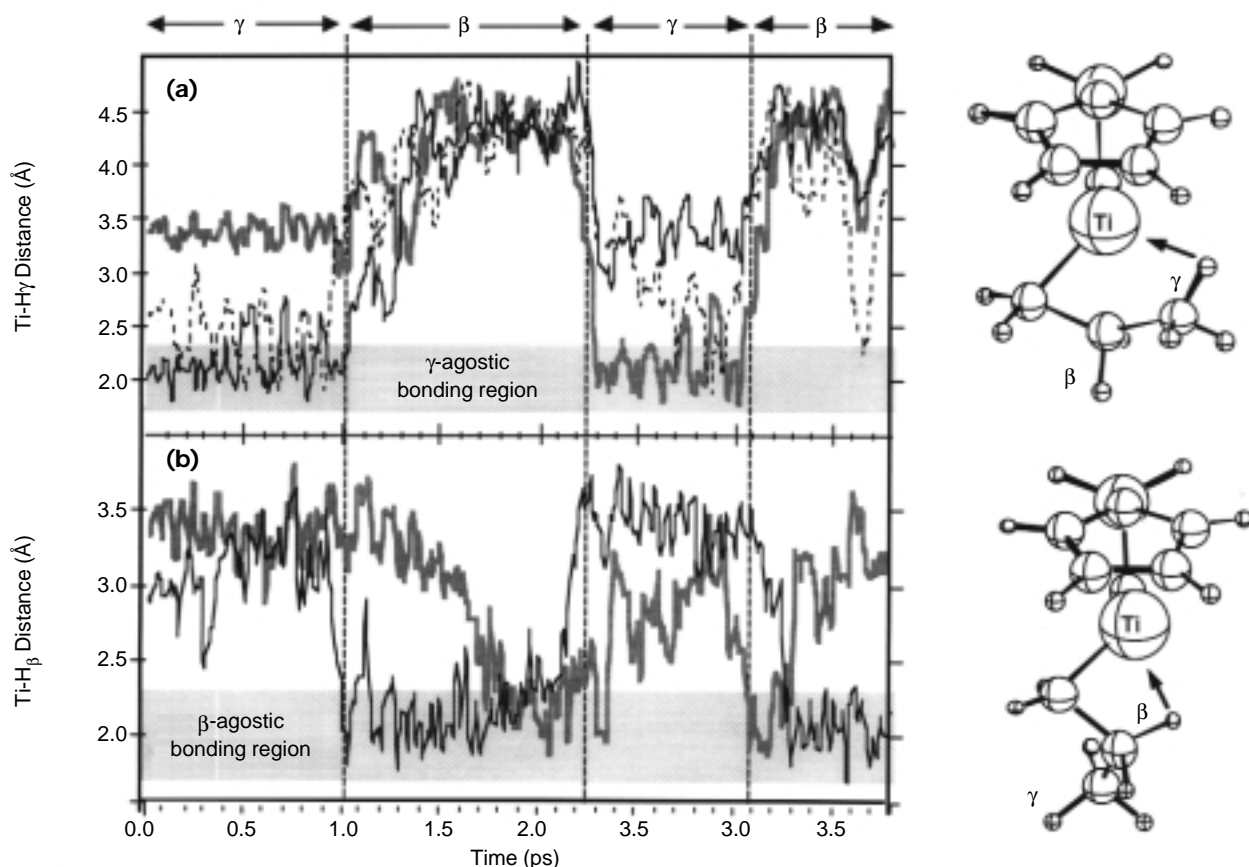 γ β γ β
(a)
Ti-Hγ Distance (Å)
4.5
4.0
3.5
3.0
2.5
2.0
γ-agostic
bonding region
Ti
γ
β
(b)
Ti-Hβ Distance (Å)
3.5
3.0
2.5
2.0
β-agostic
bonding region
0.0 0.5 1.0 1.5 2.0 3.5 3.0 3.5
Time (ps)
Ti
β
γ